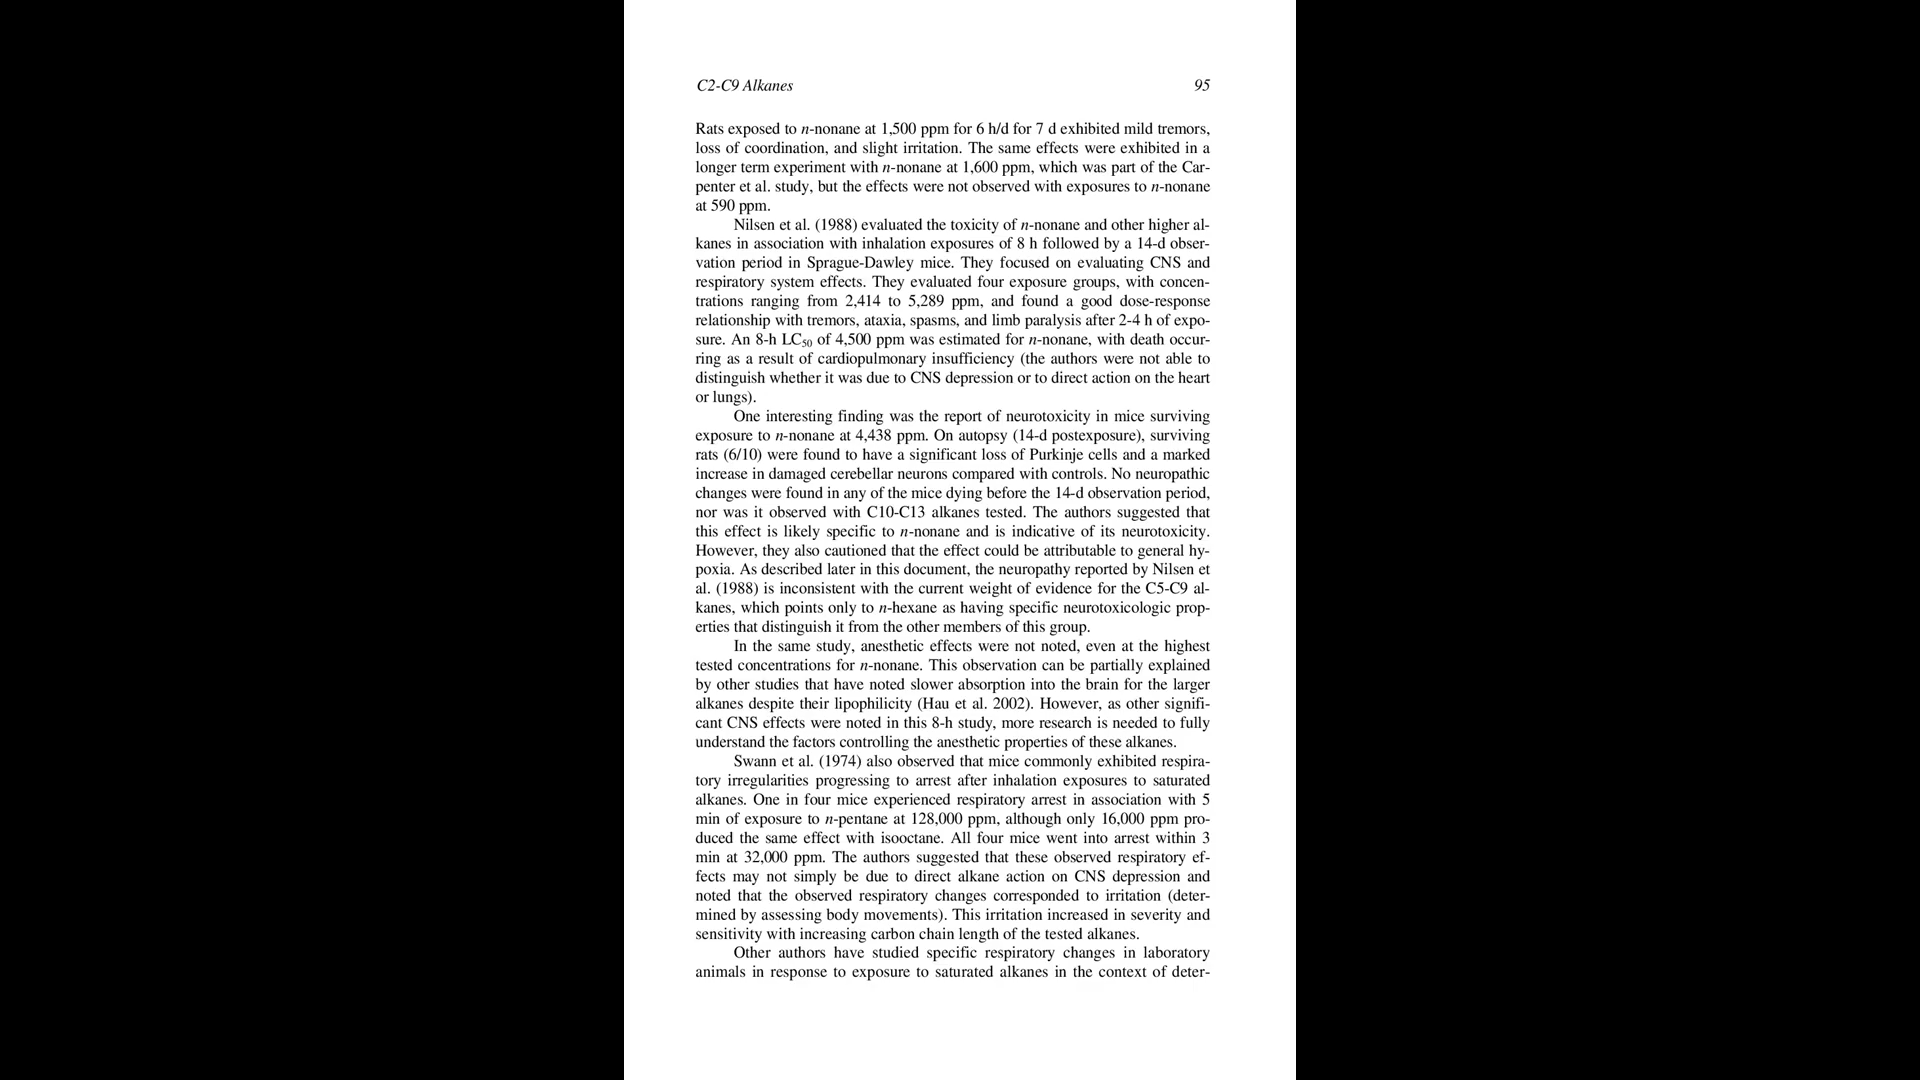 C2-C9 Alkanes 95
Rats exposed to n-nonane at 1,500 ppm for 6 h/d for 7 d exhibited mild tremors,
loss of coordination, and slight irritation. The same effects were exhibited in a
longer term experiment with n-nonane at 1,600 ppm, which was part of the Car-
penter et al. study, but the effects were not observed with exposures to n-nonane
at 590 ppm.
Nilsen et al. (1988) evaluated the toxicity of n-nonane and other higher al-
kanes in association with inhalation exposures of 8 h followed by a 14-d obser-
vation period in Sprague-Dawley mice. They focused on evaluating CNS and
respiratory system effects. They evaluated four exposure groups, with concen-
trations ranging from 2,414 to 5,289 ppm, and found a good dose-response
relationship with tremors, ataxia, spasms, and limb paralysis after 2-4 h of expo-
sure. An 8-h LC50 of 4,500 ppm was estimated for n-nonane, with death occur-
ring as a result of cardiopulmonary insufficiency (the authors were not able to
distinguish whether it was due to CNS depression or to direct action on the heart
or lungs).
One interesting finding was the report of neurotoxicity in mice surviving
exposure to n-nonane at 4,438 ppm. On autopsy (14-d postexposure), surviving
rats (6/10) were found to have a significant loss of Purkinje cells and a marked
increase in damaged cerebellar neurons compared with controls. No neuropathic
changes were found in any of the mice dying before the 14-d observation period,
nor was it observed with C10-C13 alkanes tested. The authors suggested that
this effect is likely specific to n-nonane and is indicative of its neurotoxicity.
However, they also cautioned that the effect could be attributable to general hy-
poxia. As described later in this document, the neuropathy reported by Nilsen et
al. (1988) is inconsistent with the current weight of evidence for the C5-C9 al-
kanes, which points only to n-hexane as having specific neurotoxicologic prop-
erties that distinguish it from the other members of this group.
In the same study, anesthetic effects were not noted, even at the highest
tested concentrations for n-nonane. This observation can be partially explained
by other studies that have noted slower absorption into the brain for the larger
alkanes despite their lipophilicity (Hau et al. 2002). However, as other signifi-
cant CNS effects were noted in this 8-h study, more research is needed to fully
understand the factors controlling the anesthetic properties of these alkanes.
Swann et al. (1974) also observed that mice commonly exhibited respira-
tory irregularities progressing to arrest after inhalation exposures to saturated
alkanes. One in four mice experienced respiratory arrest in association with 5
min of exposure to n-pentane at 128,000 ppm, although only 16,000 ppm pro-
duced the same effect with isooctane. All four mice went into arrest within 3
min at 32,000 ppm. The authors suggested that these observed respiratory ef-
fects may not simply be due to direct alkane action on CNS depression and
noted that the observed respiratory changes corresponded to irritation (deter-
mined by assessing body movements). This irritation increased in severity and
sensitivity with increasing carbon chain length of the tested alkanes.
Other authors have studied specific respiratory changes in laboratory
animals in response to exposure to saturated alkanes in the context of deter-